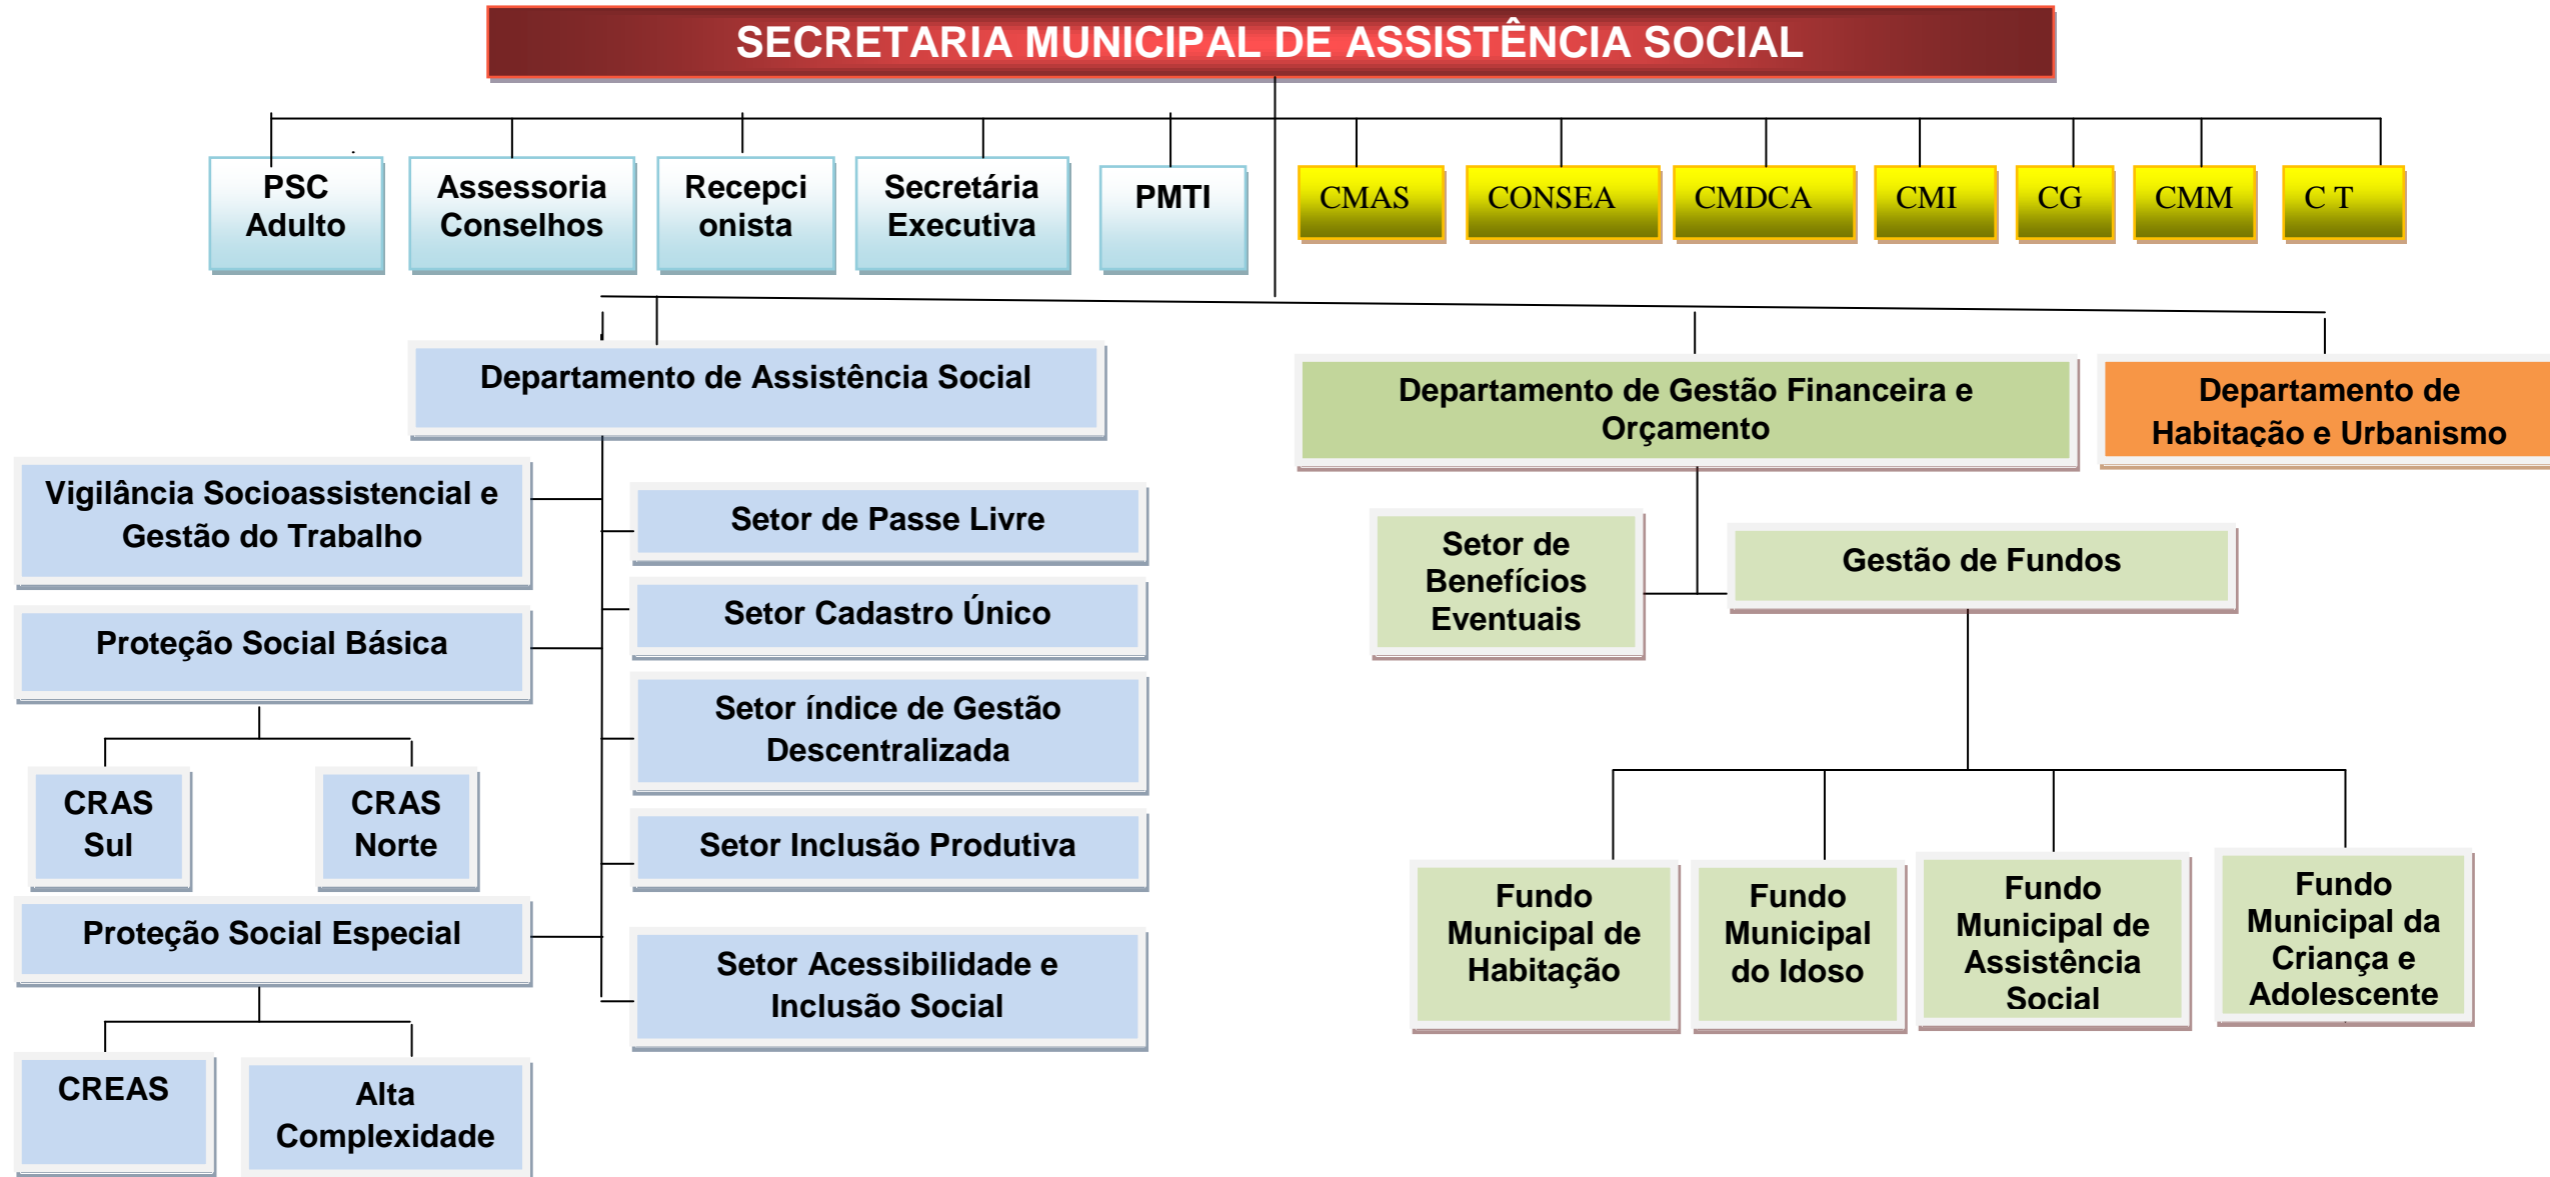 SECRETARIA MUNICIPAL DE ASSISTÊNCIA SOCIAL
PSC
Adulto
Assessoria
Conselhos
Recepci
onista
Secretária
Executiva
PMTI
CMAS
CONSEA
CMDCA
CMI
CG
CMM
C T
Departamento de Assistência Social
Departamento de Gestão Financeira e
Orçamento
Departamento de
Habitação e Urbanismo
Vigilância Socioassistencial e
Gestão do Trabalho
Setor de Passe Livre
Setor de
Benefícios
Eventuais
Gestão de Fundos
Setor Cadastro Único
Proteção Social Básica
Setor índice de Gestão
Descentralizada
CRAS
Sul
CRAS
Norte
Setor Inclusão Produtiva
Proteção Social Especial
Setor Acessibilidade e
Inclusão Social
Fundo
Municipal de
Habitação
Fundo
Municipal
do Idoso
Fundo
Municipal de
Assistência
Social
Fundo
Municipal da
Criança e
Adolescente
CREAS
Alta
Complexidade